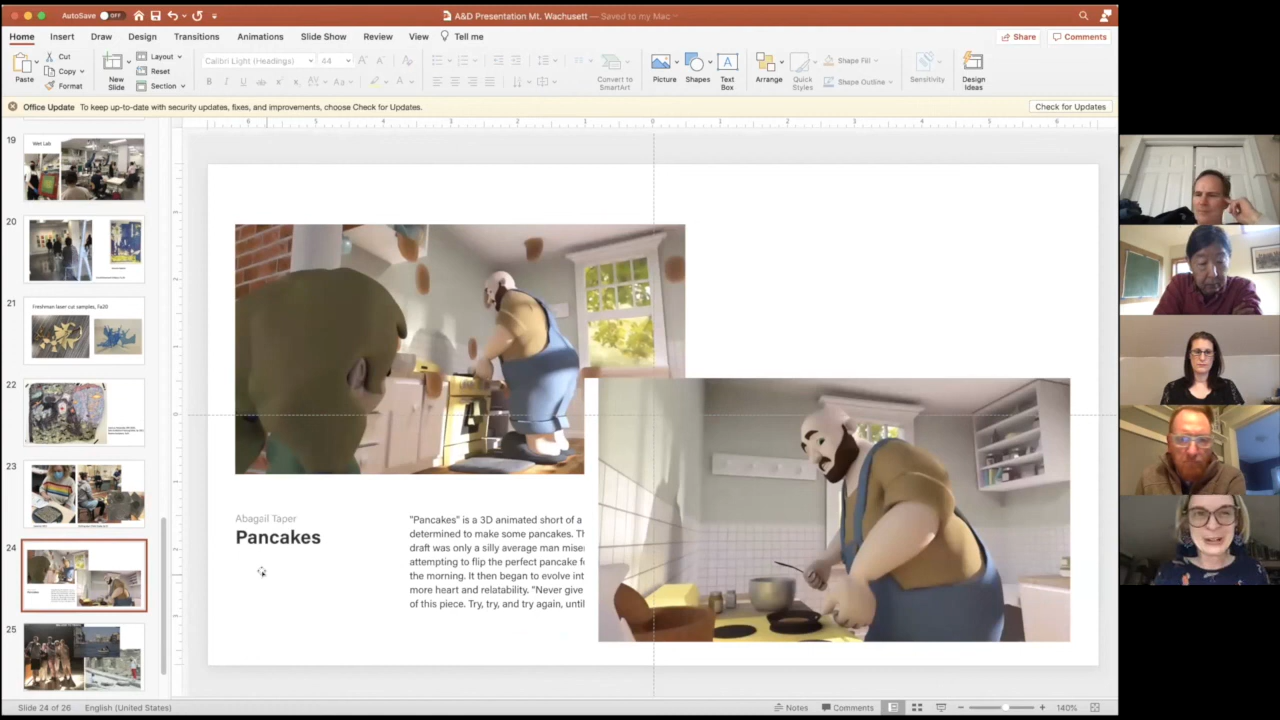 AutoSave OFF
A&D Presentation Mt. Wachusett — Saved to my Mac
Home Insert Draw Design Transitions Animations Slide Show Review View Tell me
Share Comments
Paste
Cut
Copy
Format
New Slide
Layout
Reset
Section
Calibri Light (Headings) 44
Convert to SmartArt
Picture Shapes Text Box
Arrange Quick Styles
Shape Fill
Shape Outline
Sensitivity
Design Ideas
Office Update To keep up-to-date with security updates, fixes, and improvements, choose Check for Updates.
Check for Updates
19
Wet Lab
20
21
Freshman laser cut samples, Fa20
22
23
24
25
Abagail Taper
Pancakes
"Pancakes" is a 3D animated short of a
determined to make some pancakes.
draft was only a silly average man
attempting to flip the perfect pancake
the morning. It then began to evolve
more heart and relatability. "Never give
of this piece. Try, try, and try again, until
Slide 24 of 26 English (United States)
Notes Comments 140%